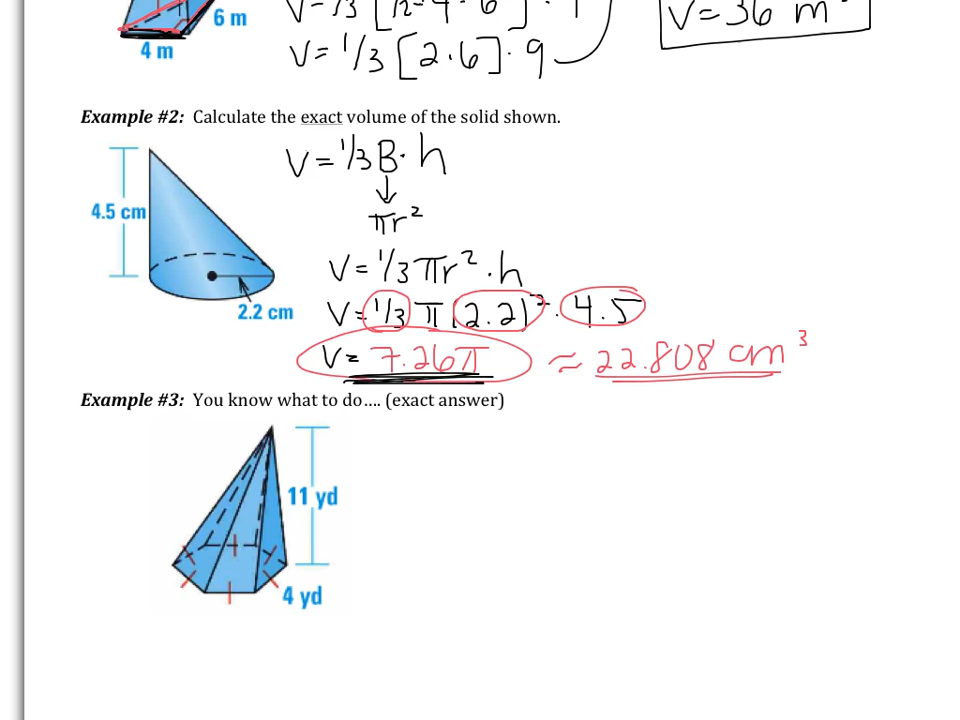 6 m
4 m
V = 36 m
V = 1/3 [2·6]·9
Example #2: Calculate the exact volume of the solid shown.
V = 1/3 B · h
4.5 cm
πr²
V = 1/3 πr² · h
2.2 cm
V = 1/3 π (2.2)² · 4.5
V = 7.26π ≈ 22.808 cm³
Example #3: You know what to do.... (exact answer)
11 yd
4 yd